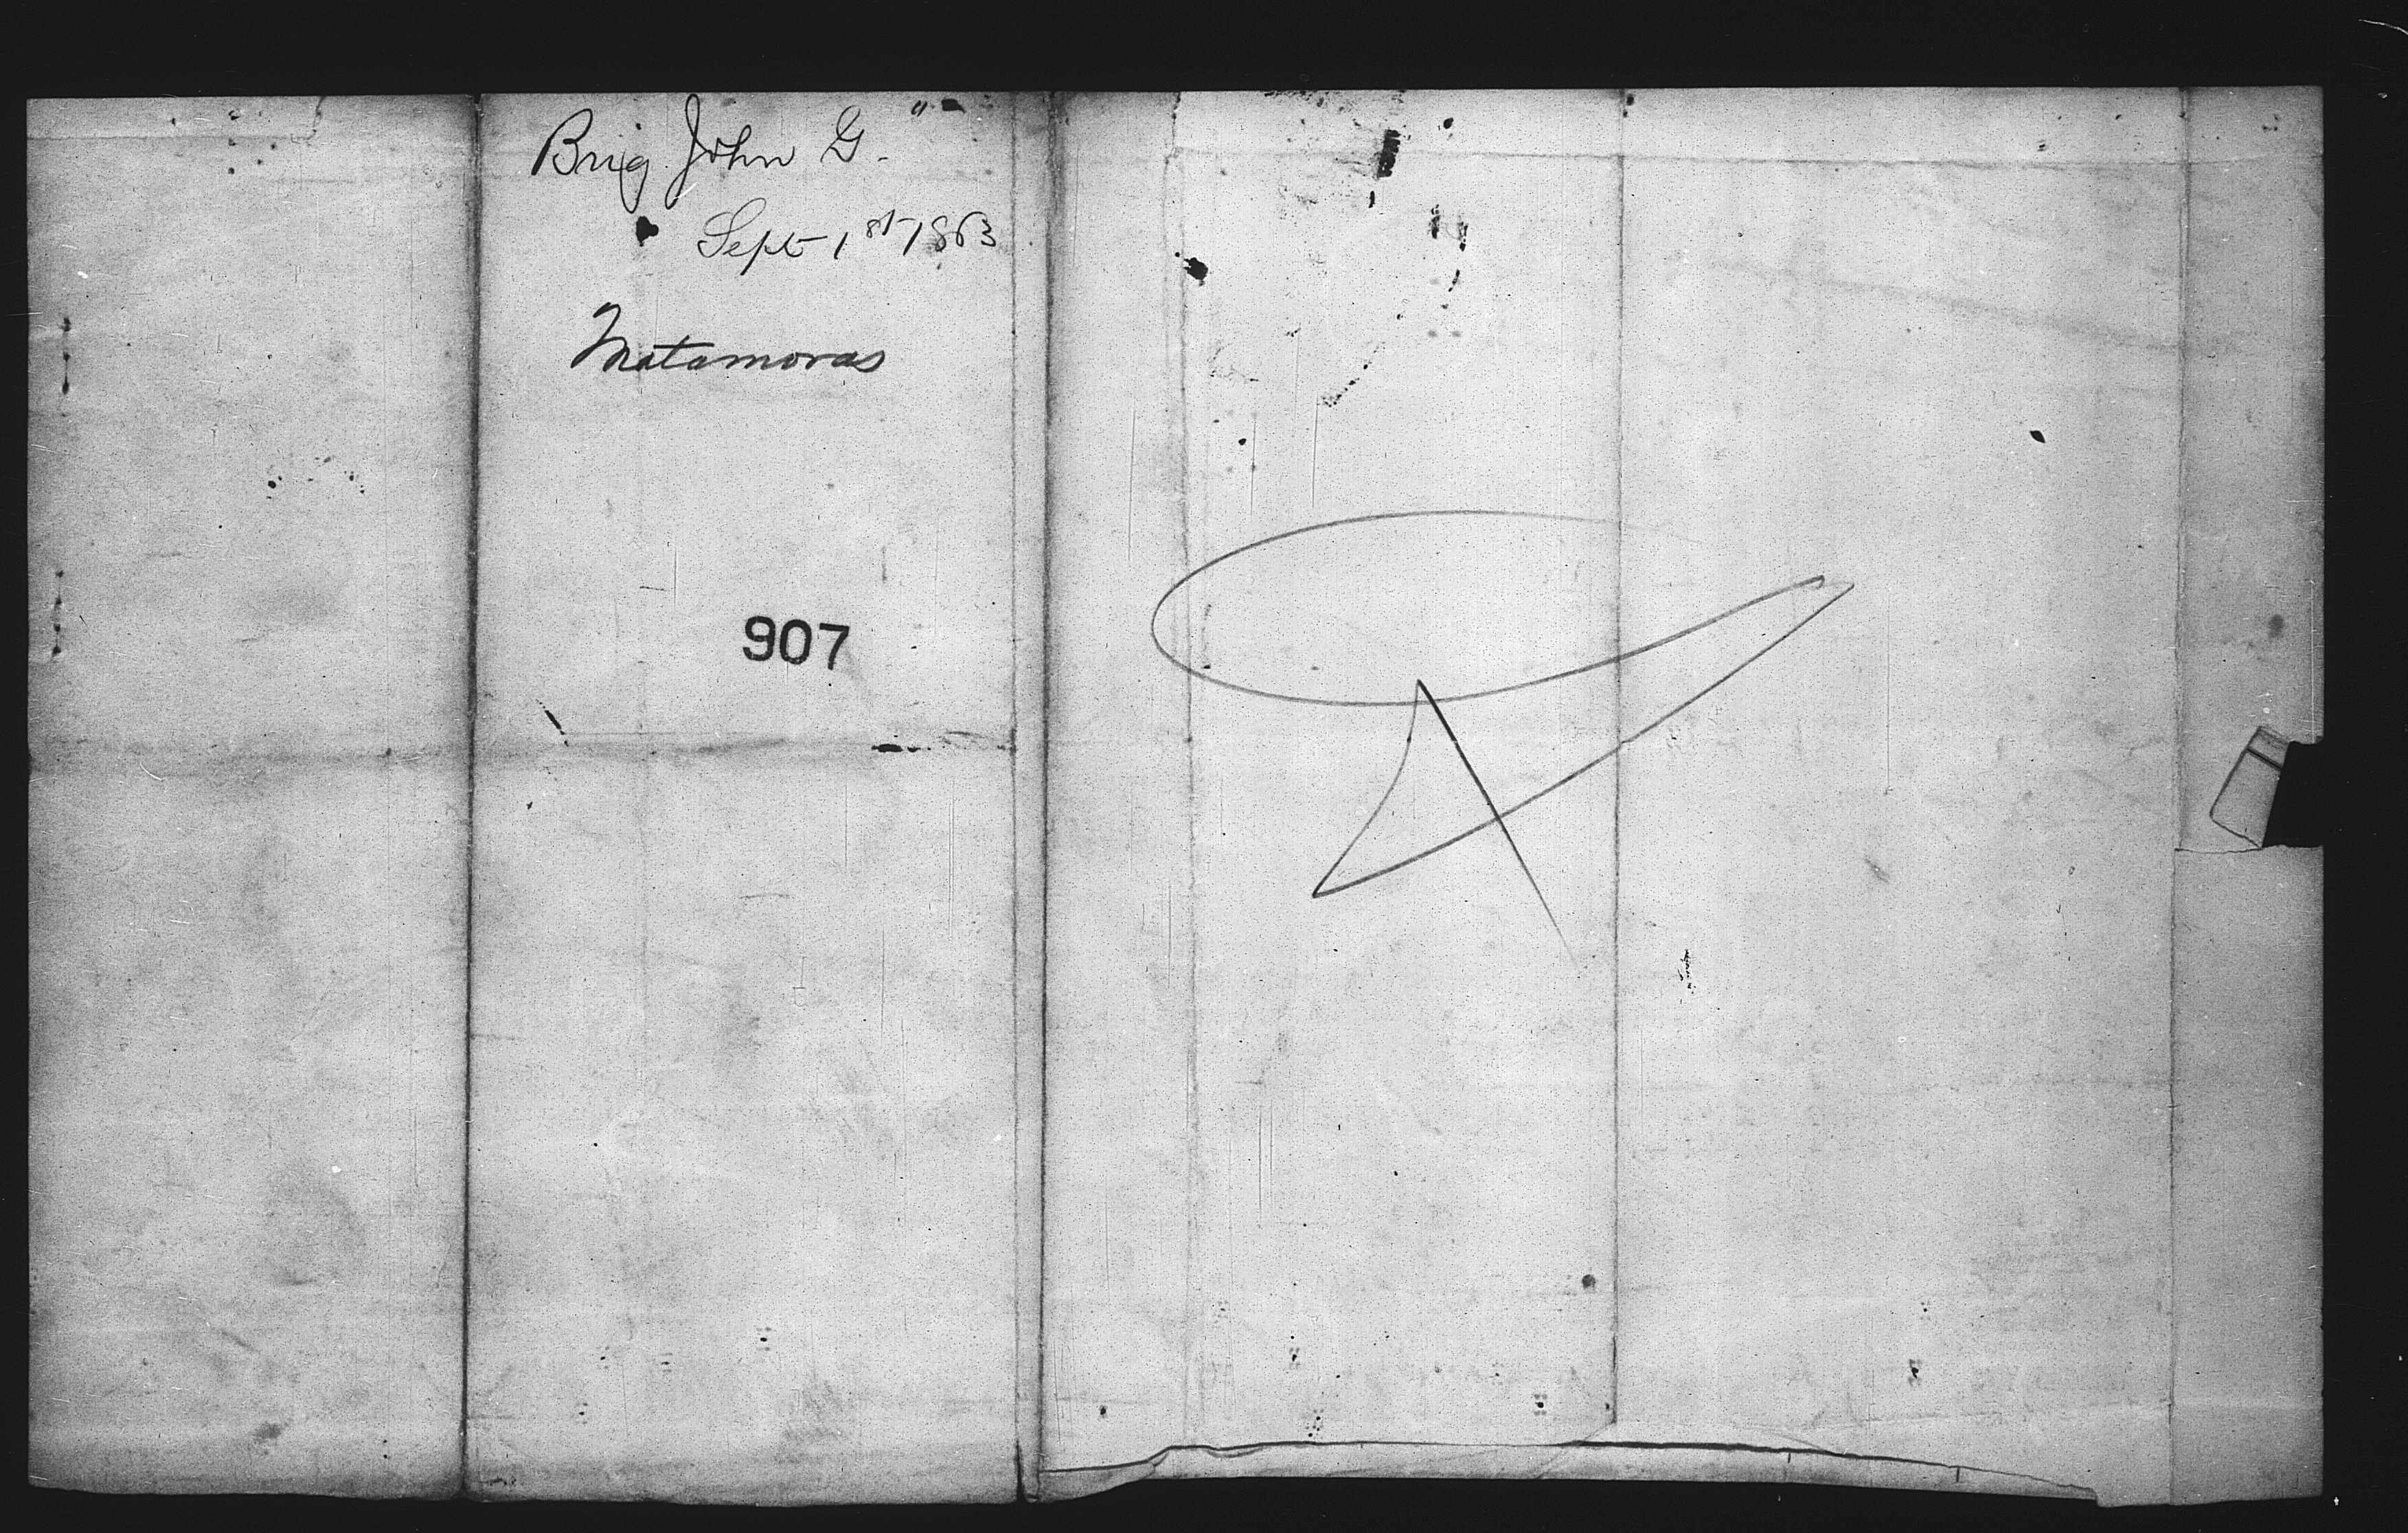 Brig. John G. "
Sept 1st 1863
Matamoras
907